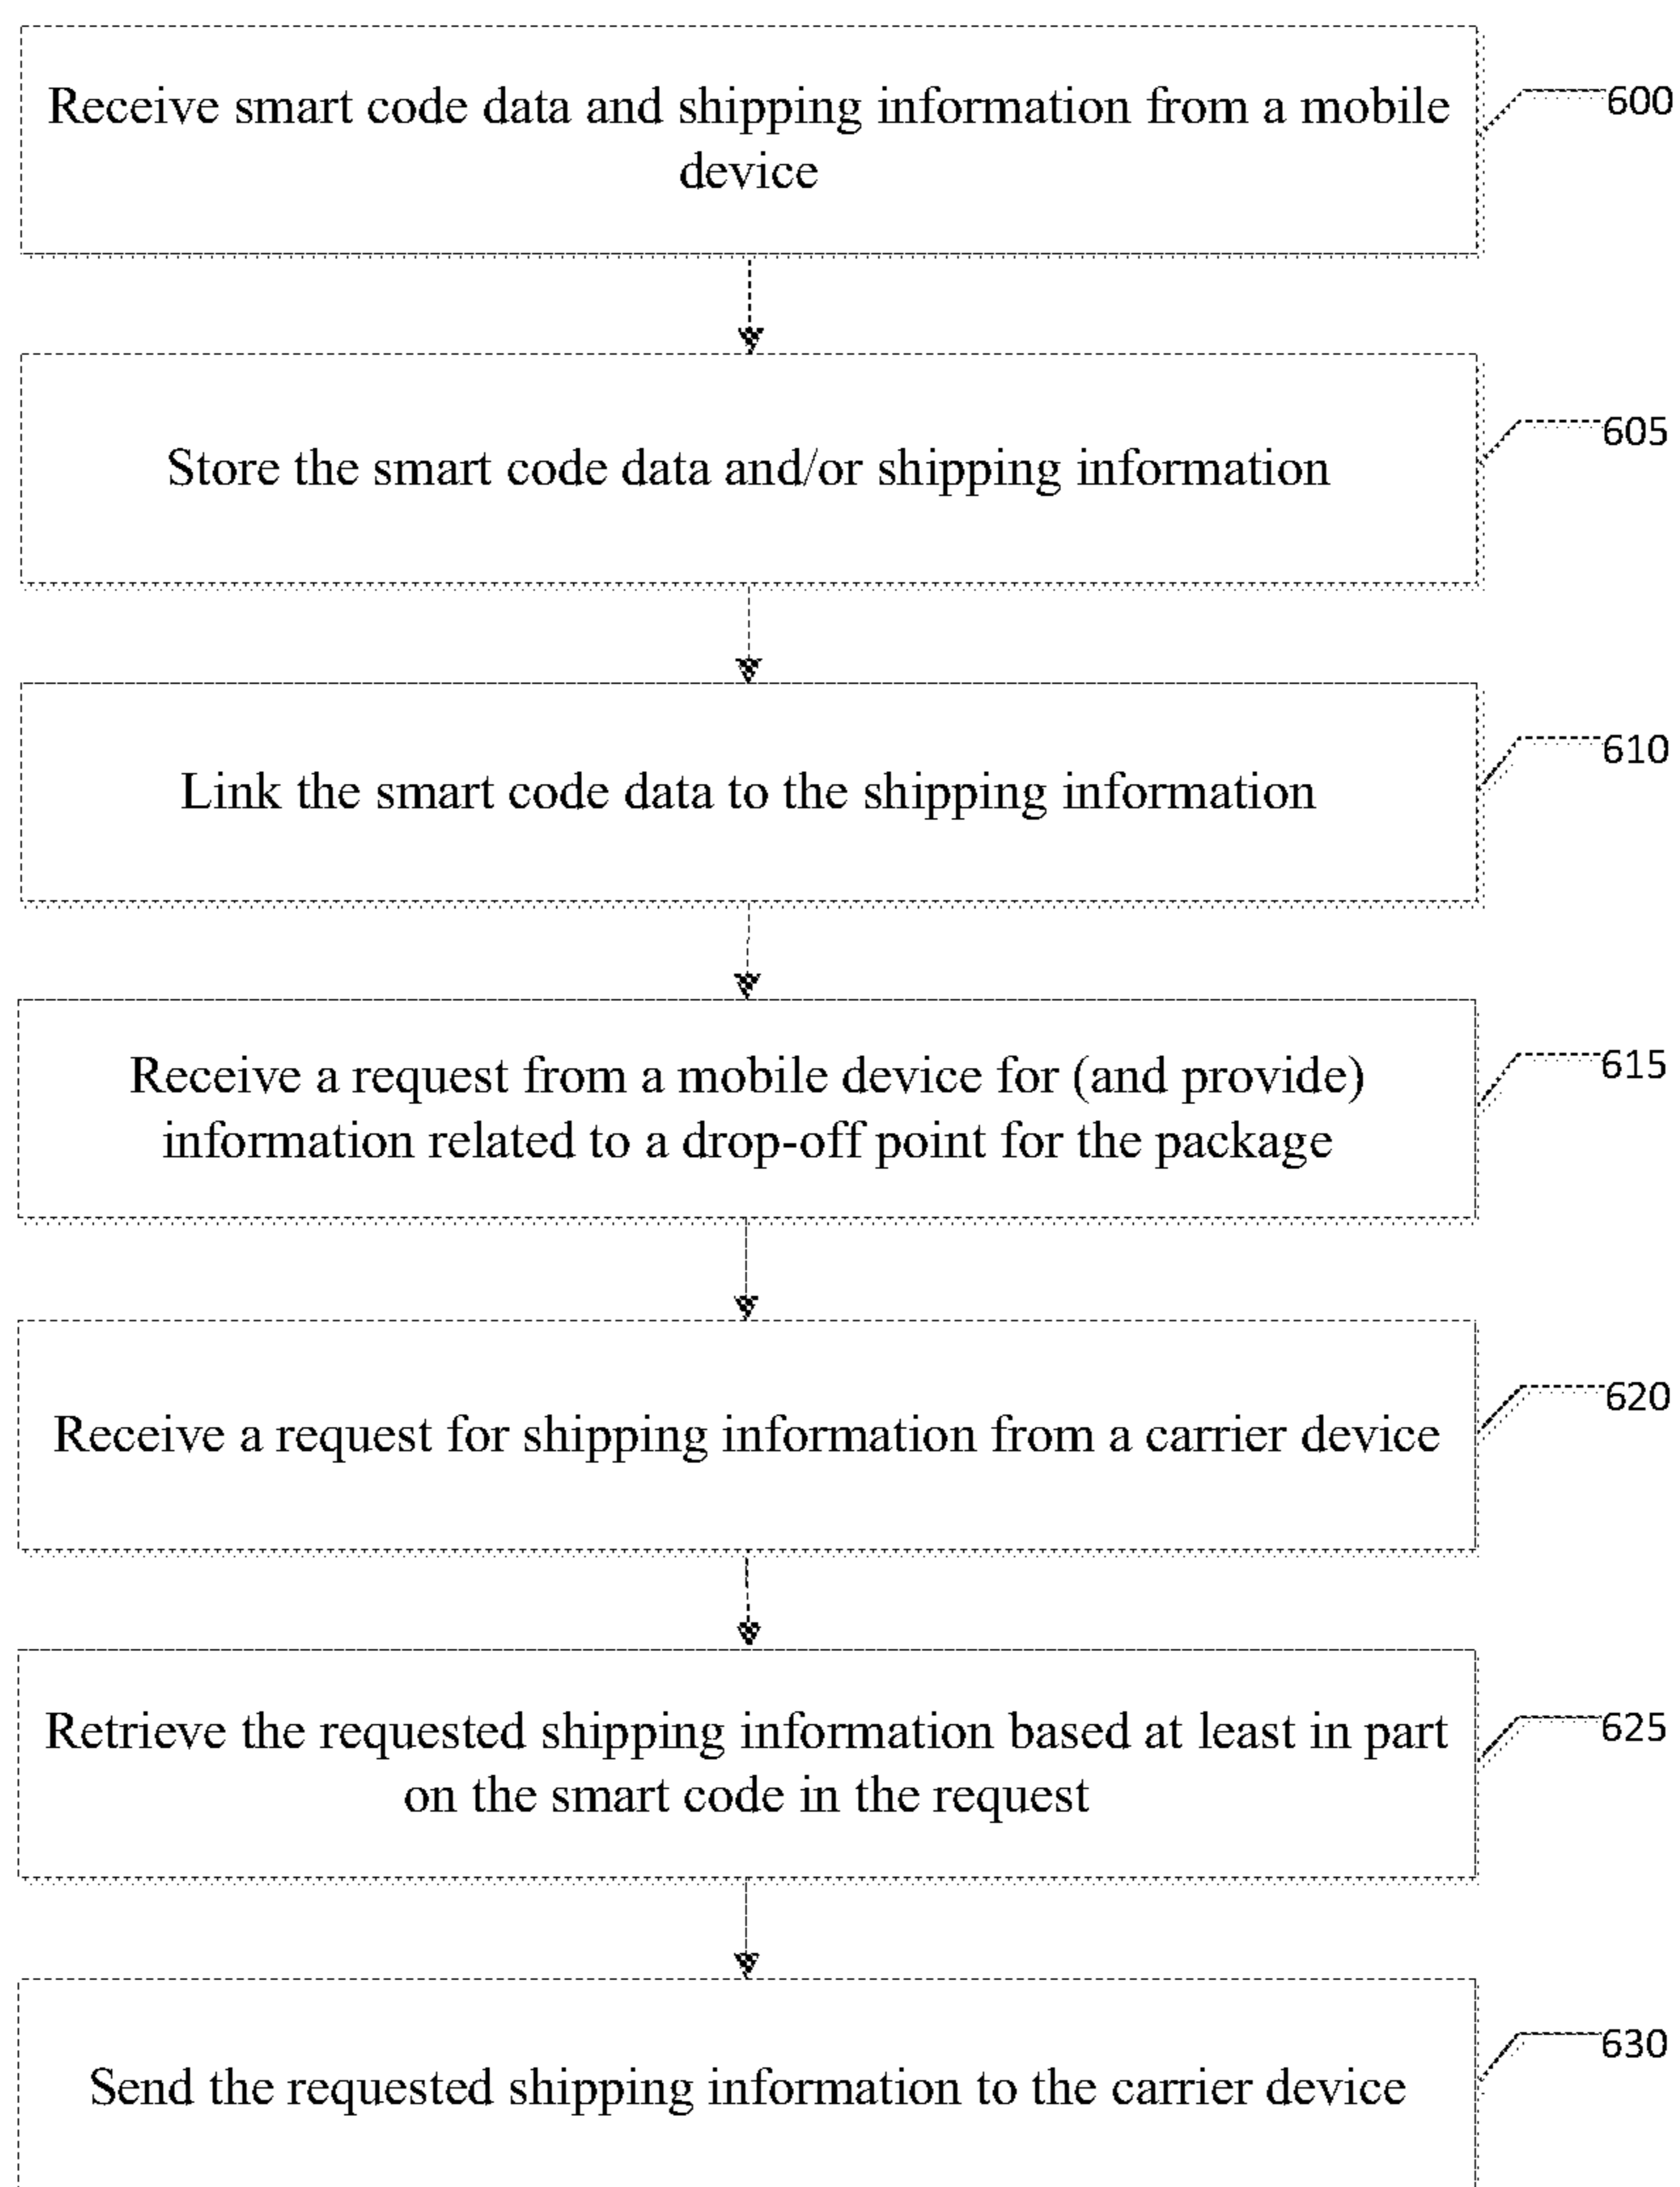 Receive smart code data and shipping information from a mobile
device
600
Store the smart code data and/or shipping information
605
Link the smart code data to the shipping information
610
Receive a request from a mobile device for (and provide)
information related to a drop-off point for the package
615
Receive a request for shipping information from a carrier device
620
Retrieve the requested shipping information based at least in part
on the smart code in the request
625
Send the requested shipping information to the carrier device
630